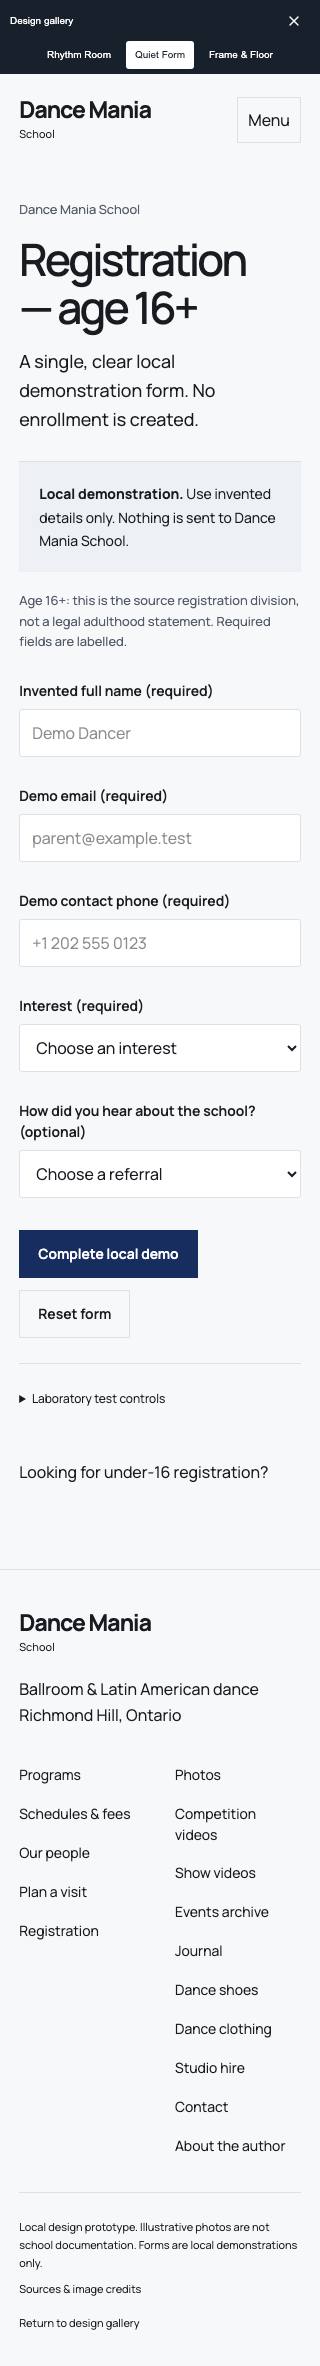 Design gallery
×
Rhythm Room Quiet Form Frame & Floor
Dance Mania
School
Menu
Dance Mania School
Registration
— age 16+
A single, clear local
demonstration form. No
enrollment is created.
Local demonstration. Use invented
details only. Nothing is sent to Dance
Mania School.
Age 16+: this is the source registration division,
not a legal adulthood statement. Required
fields are labelled.
Invented full name (required)
Demo Dancer
Demo email (required)
parent@example.test
Demo contact phone (required)
+1 202 555 0123
Interest (required)
Choose an interest
How did you hear about the school?
(optional)
Choose a referral
Complete local demo
Reset form
Laboratory test controls
Looking for under-16 registration?
Dance Mania
School
Ballroom & Latin American dance
Richmond Hill, Ontario
Programs
Schedules & fees
Our people
Plan a visit
Registration
Photos
Competition
videos
Show videos
Events archive
Journal
Dance shoes
Dance clothing
Studio hire
Contact
About the author
Local design prototype. Illustrative photos are not
school documentation. Forms are local demonstrations
only.
Sources & image credits
Return to design gallery